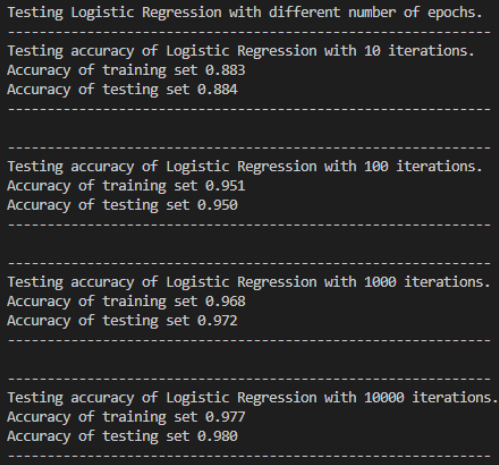 Testing Logistic Regression with different number of epochs.
------------------------------------------------------------
Testing accuracy of Logistic Regression with 10 iterations.
Accuracy of training set 0.883
Accuracy of testing set 0.884
------------------------------------------------------------
------------------------------------------------------------
Testing accuracy of Logistic Regression with 100 iterations.
Accuracy of training set 0.951
Accuracy of testing set 0.950
------------------------------------------------------------
------------------------------------------------------------
Testing accuracy of Logistic Regression with 1000 iterations.
Accuracy of training set 0.968
Accuracy of testing set 0.972
------------------------------------------------------------
------------------------------------------------------------
Testing accuracy of Logistic Regression with 10000 iterations.
Accuracy of training set 0.977
Accuracy of testing set 0.980
------------------------------------------------------------